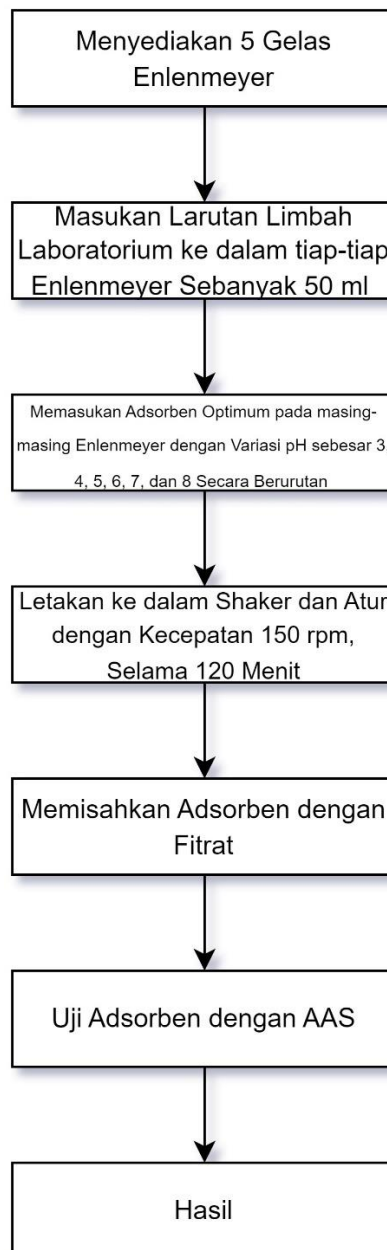 Menyediakan 5 Gelas
Enlenmeyer
Masukan Larutan Limbah
Laboratorium ke dalam tiap-tiap
Enlenmeyer Sebanyak 50 ml
Memasukan Adsorben Optimum pada masing-
masing Enlenmeyer dengan Variasi pH sebesar 3,
4, 5, 6, 7, dan 8 Secara Berurutan
Letakan ke dalam Shaker dan Atur
dengan Kecepatan 150 rpm,
Selama 120 Menit
Memisahkan Adsorben dengan
Fitrat
Uji Adsorben dengan AAS
Hasil